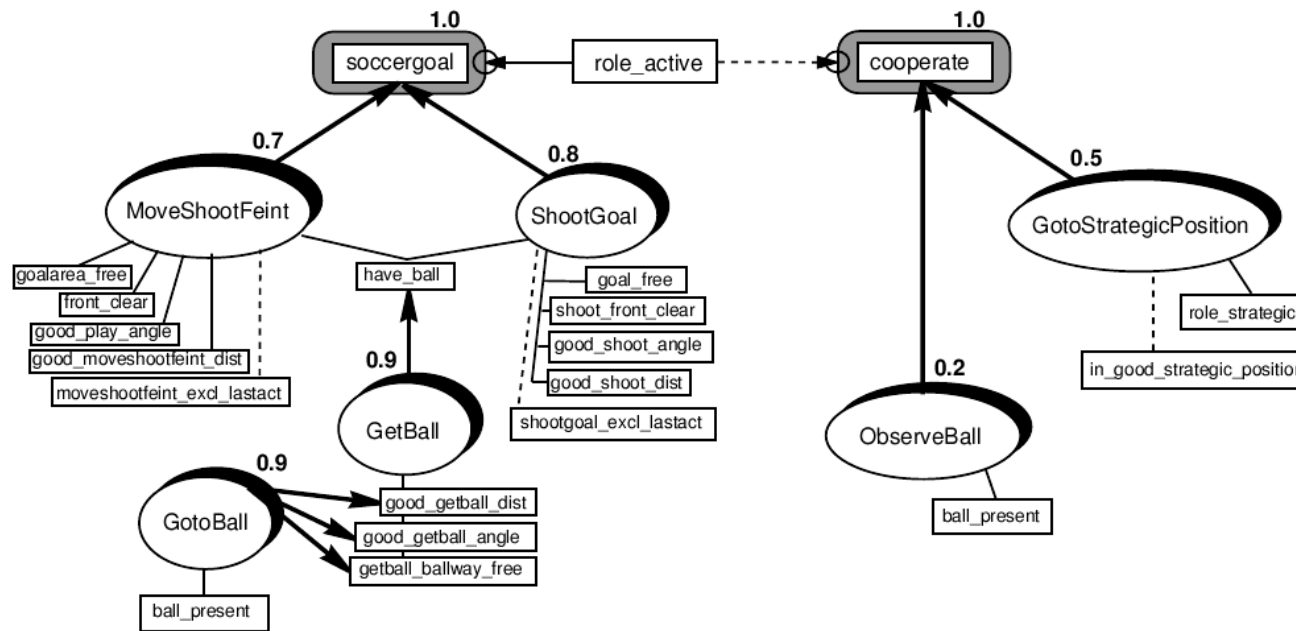 1.0
1.0
soccergoal
role_active
cooperate
0.7
0.8
0.5
MoveShootFeint
ShootGoal
GotoStrategicPosition
goalarea_free
have_ball
goal_free
front_clear
shoot_front_clear
role_strategic
good_play_angle
good_shoot_angle
good_moveshootfeint_dist
0.9
in_good_strategic_position
good_shoot_dist
moveshootfeint_excl_lastact
0.2
shootgoal_excl_lastact
GetBall
ObserveBall
0.9
good_getball_dist
GotoBall
ball_present
good_getball_angle
getball_ballway_free
ball_present